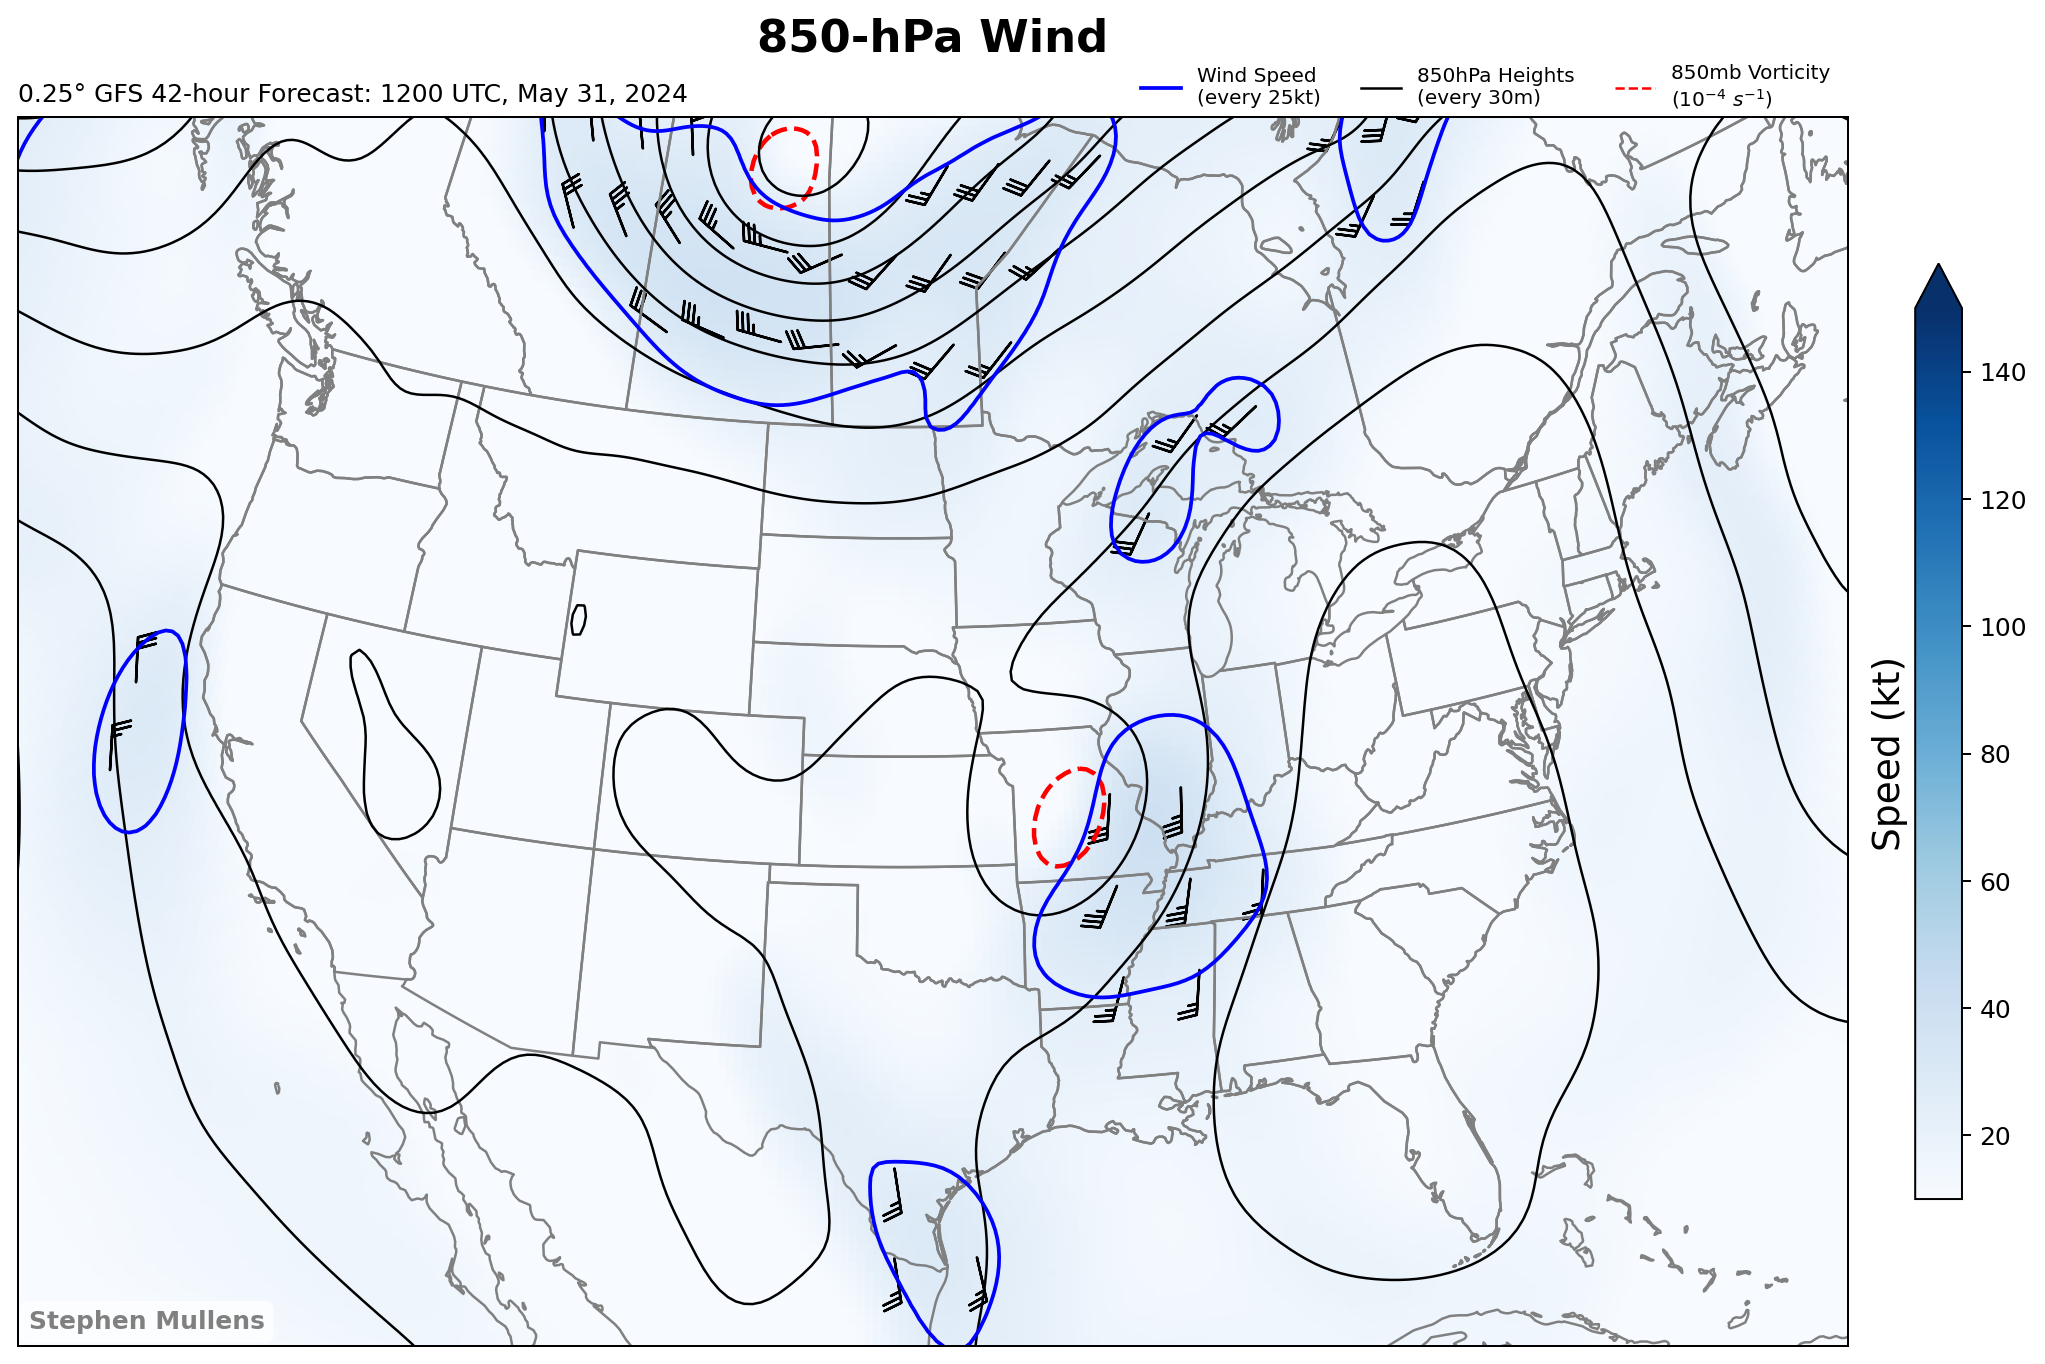 850-hPa Wind
0.25° GFS 42-hour Forecast: 1200 UTC, May 31, 2024
Wind Speed
(every 25kt)
850hPa Heights
(every 30m)
850mb Vorticity
(10⁻⁴ s⁻¹)
140
120
100
80
60
40
20
Speed (kt)
Stephen Mullens